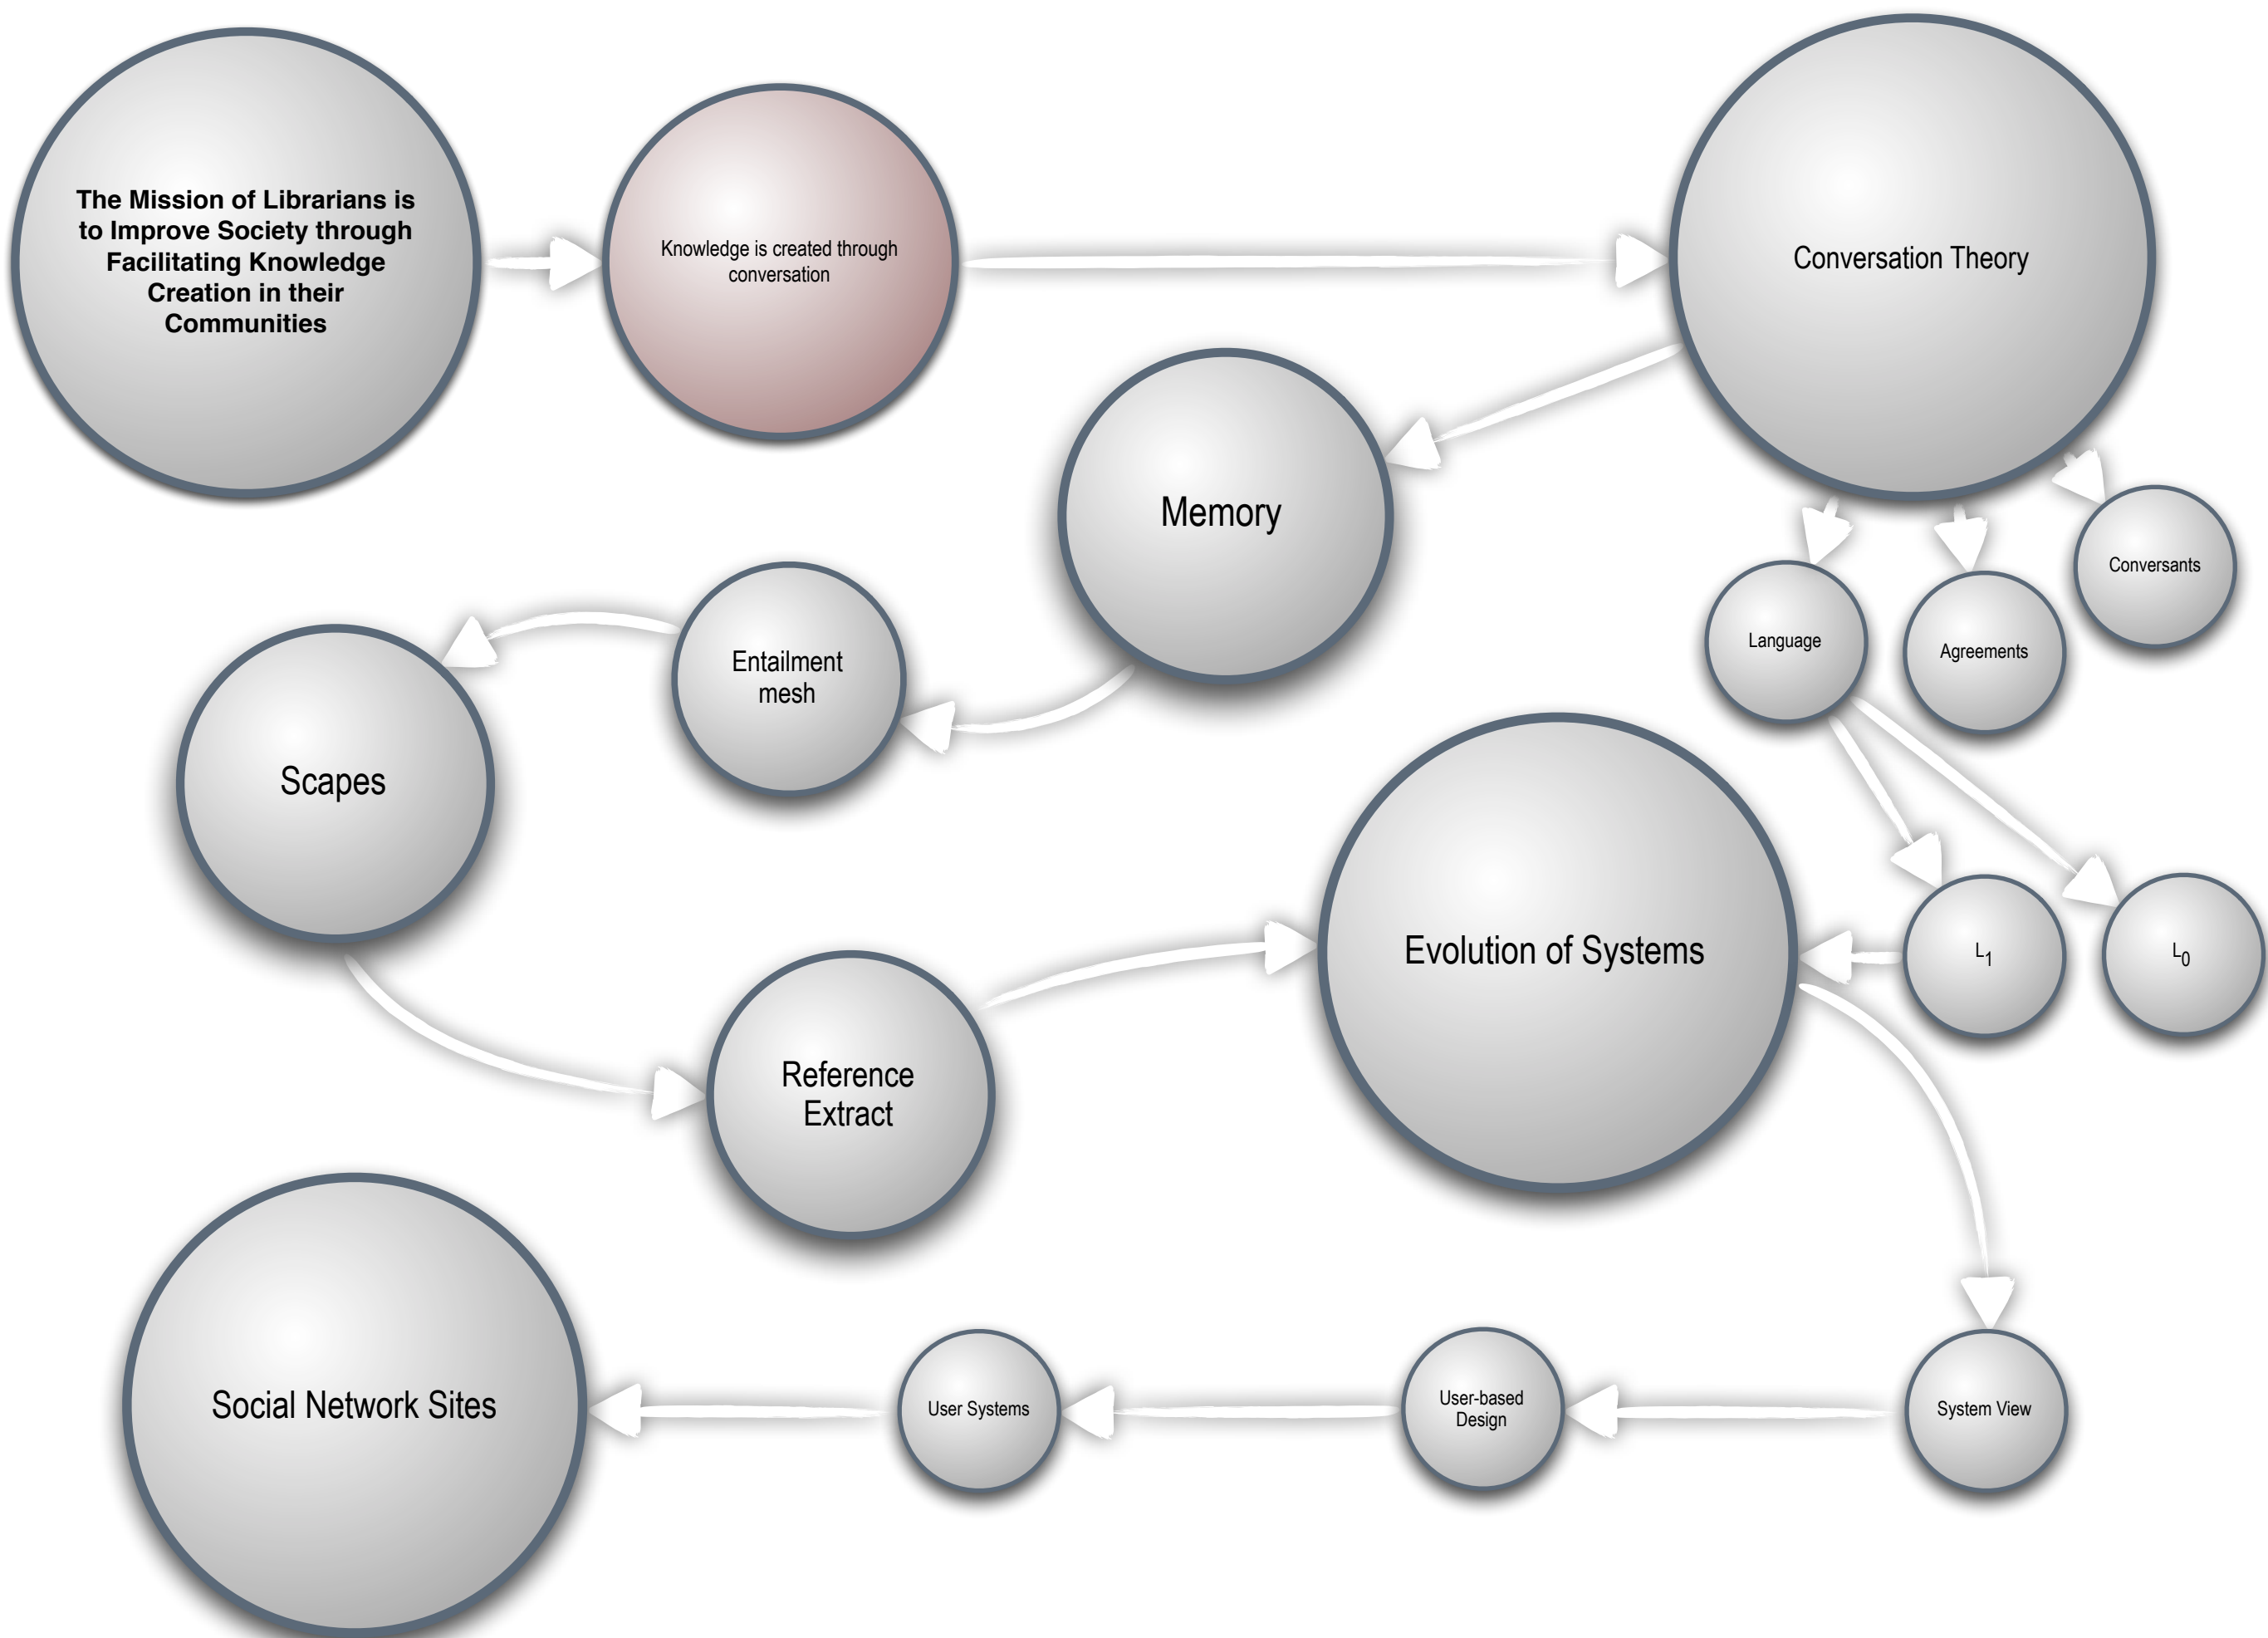 The Mission of Librarians is
to Improve Society through
Facilitating Knowledge
Creation in their
Communities
Knowledge is created through
conversation
Conversation Theory
Memory
Conversants
Language
Agreements
Entailment
mesh
Scapes
Evolution of Systems
L₁
L₀
Reference
Extract
Social Network Sites
User Systems
User-based
Design
System View